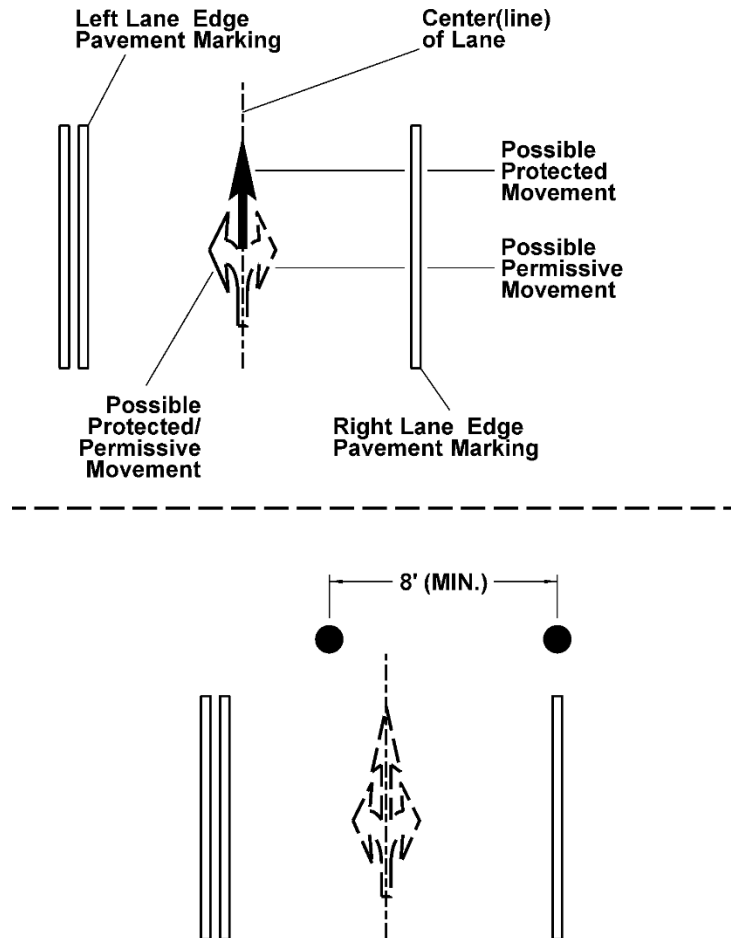 Left Lane Edge
Pavement Marking
Center(line)
of Lane
Possible
Protected
Movement
Possible
Permissive
Movement
Possible
Protected/
Permissive
Movement
Right Lane Edge
Pavement Marking
8' (MIN.)